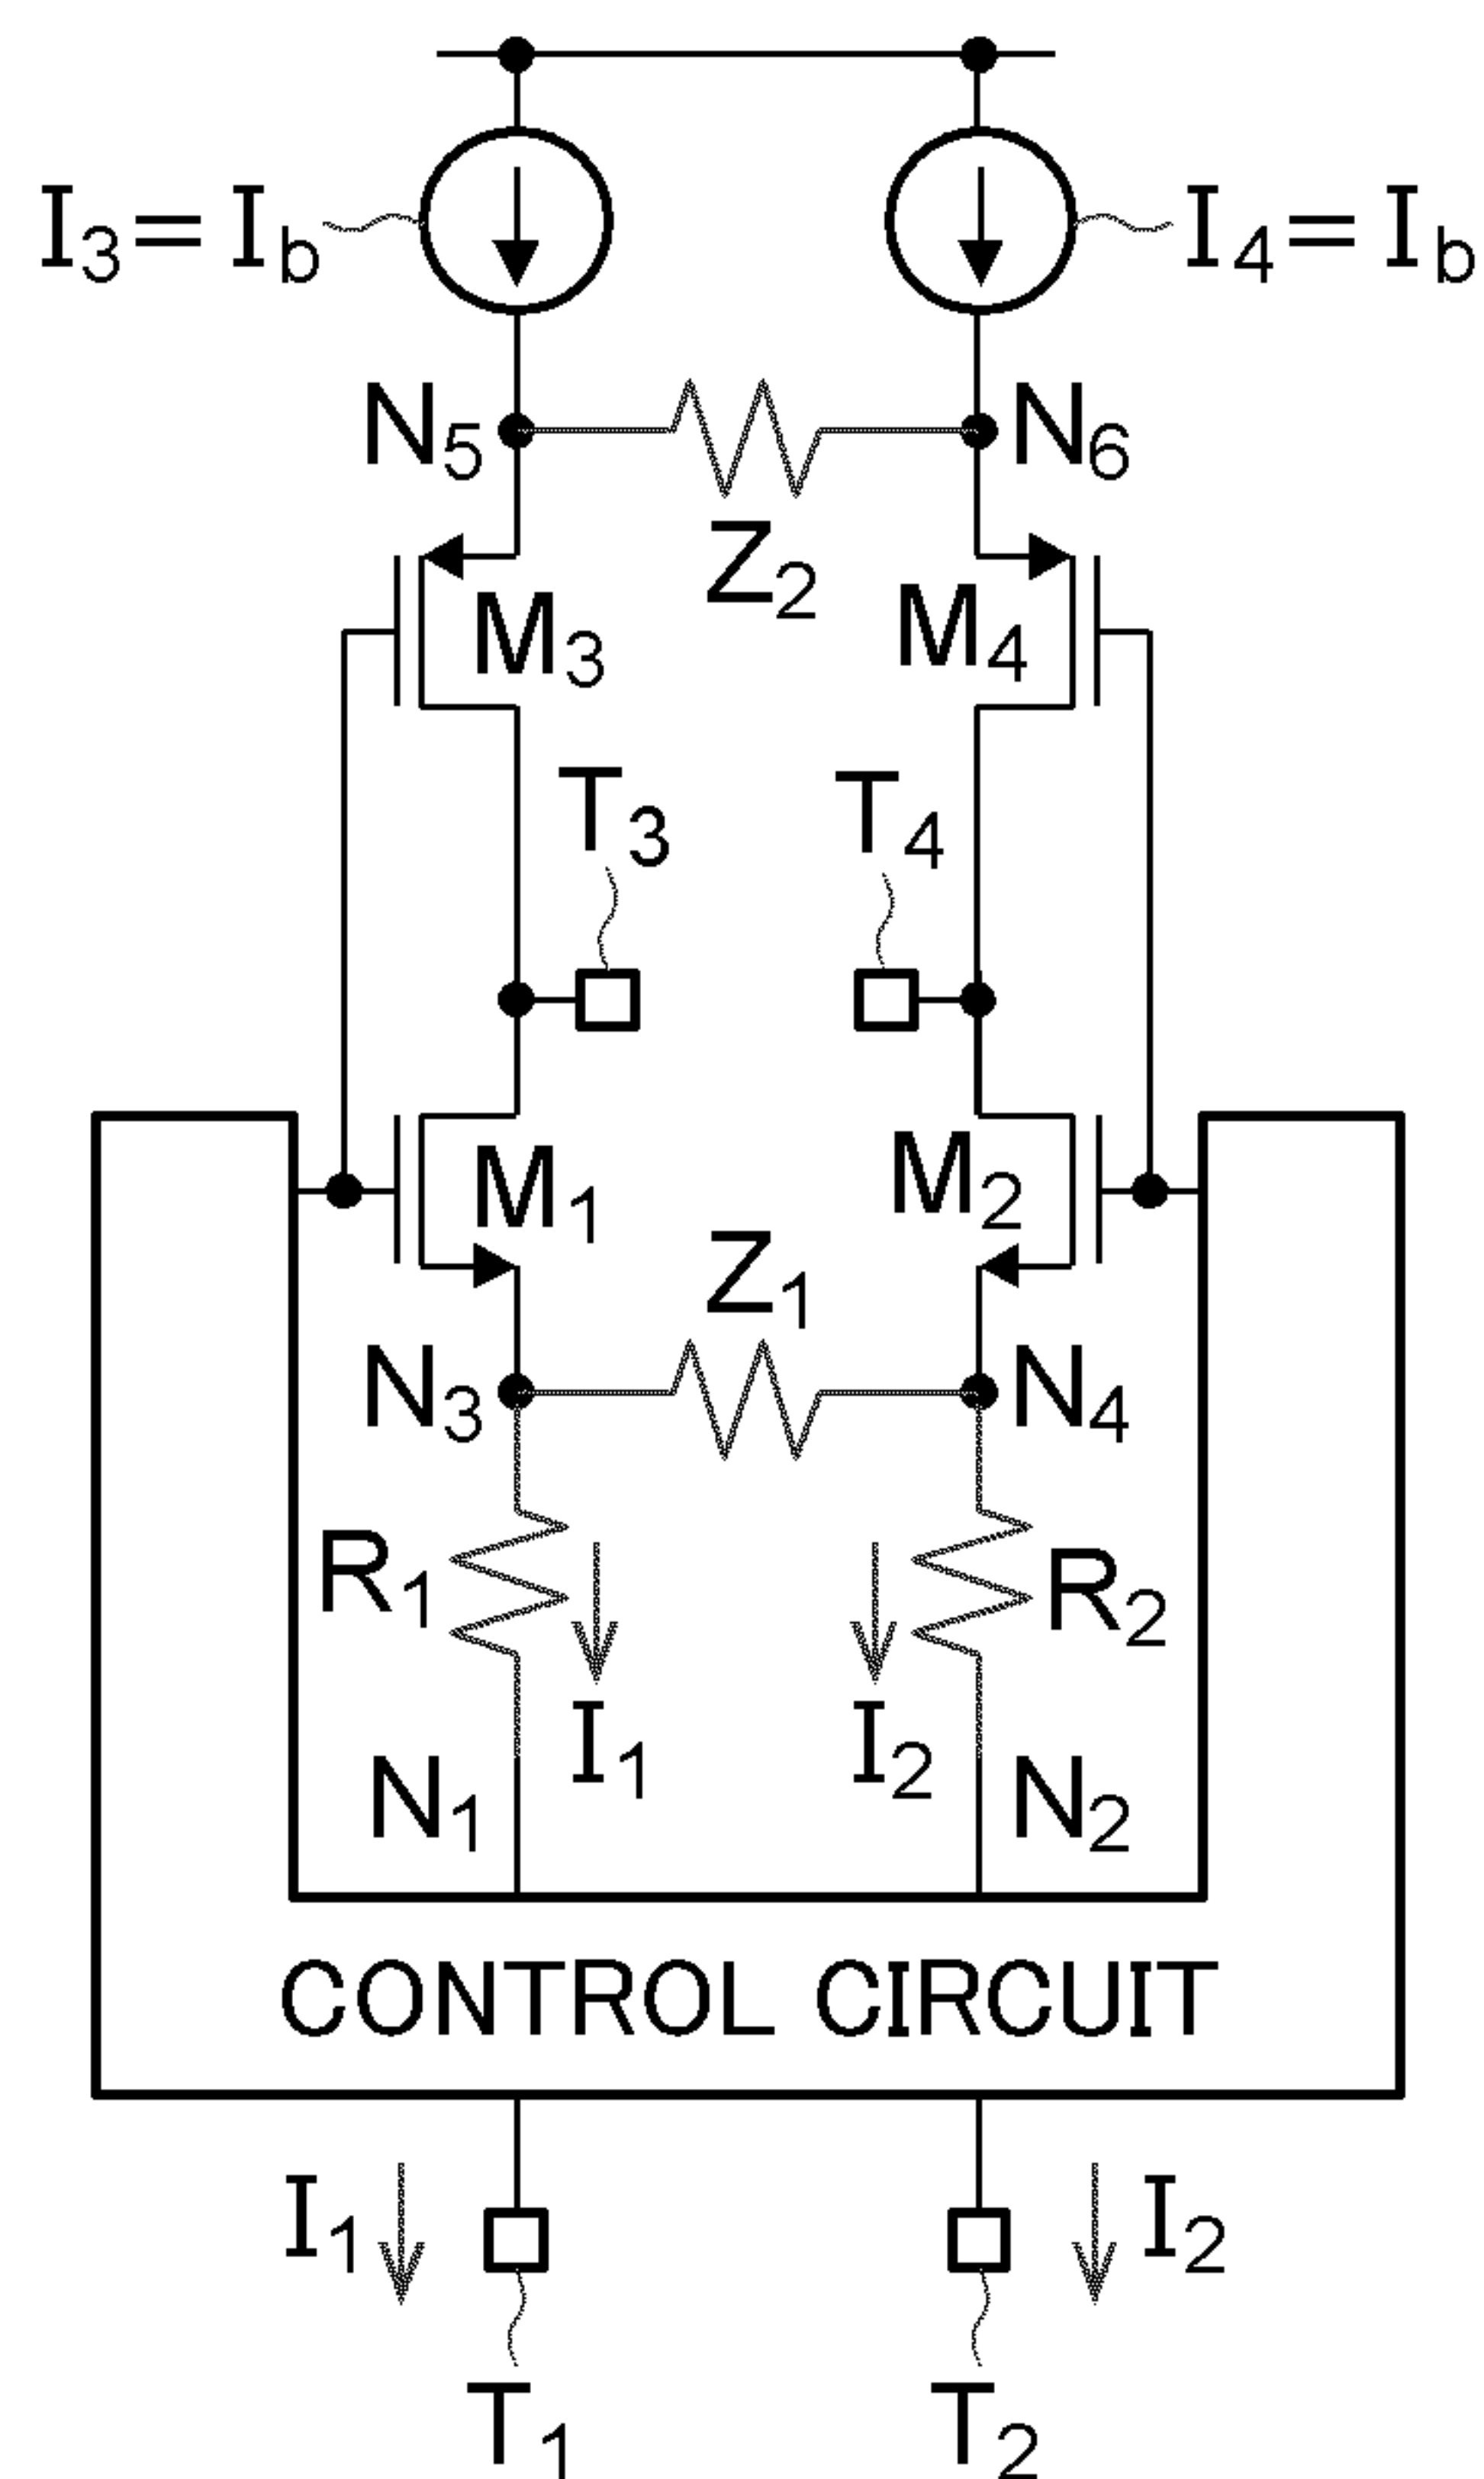 I3=Ib
I4=Ib
N5
N6
Z2
M3
M4
T3
T4
M1
M2
Z1
N3
N4
R1
R2
I1
I2
N1
N2
CONTROL CIRCUIT
I1
I2
T1
T2